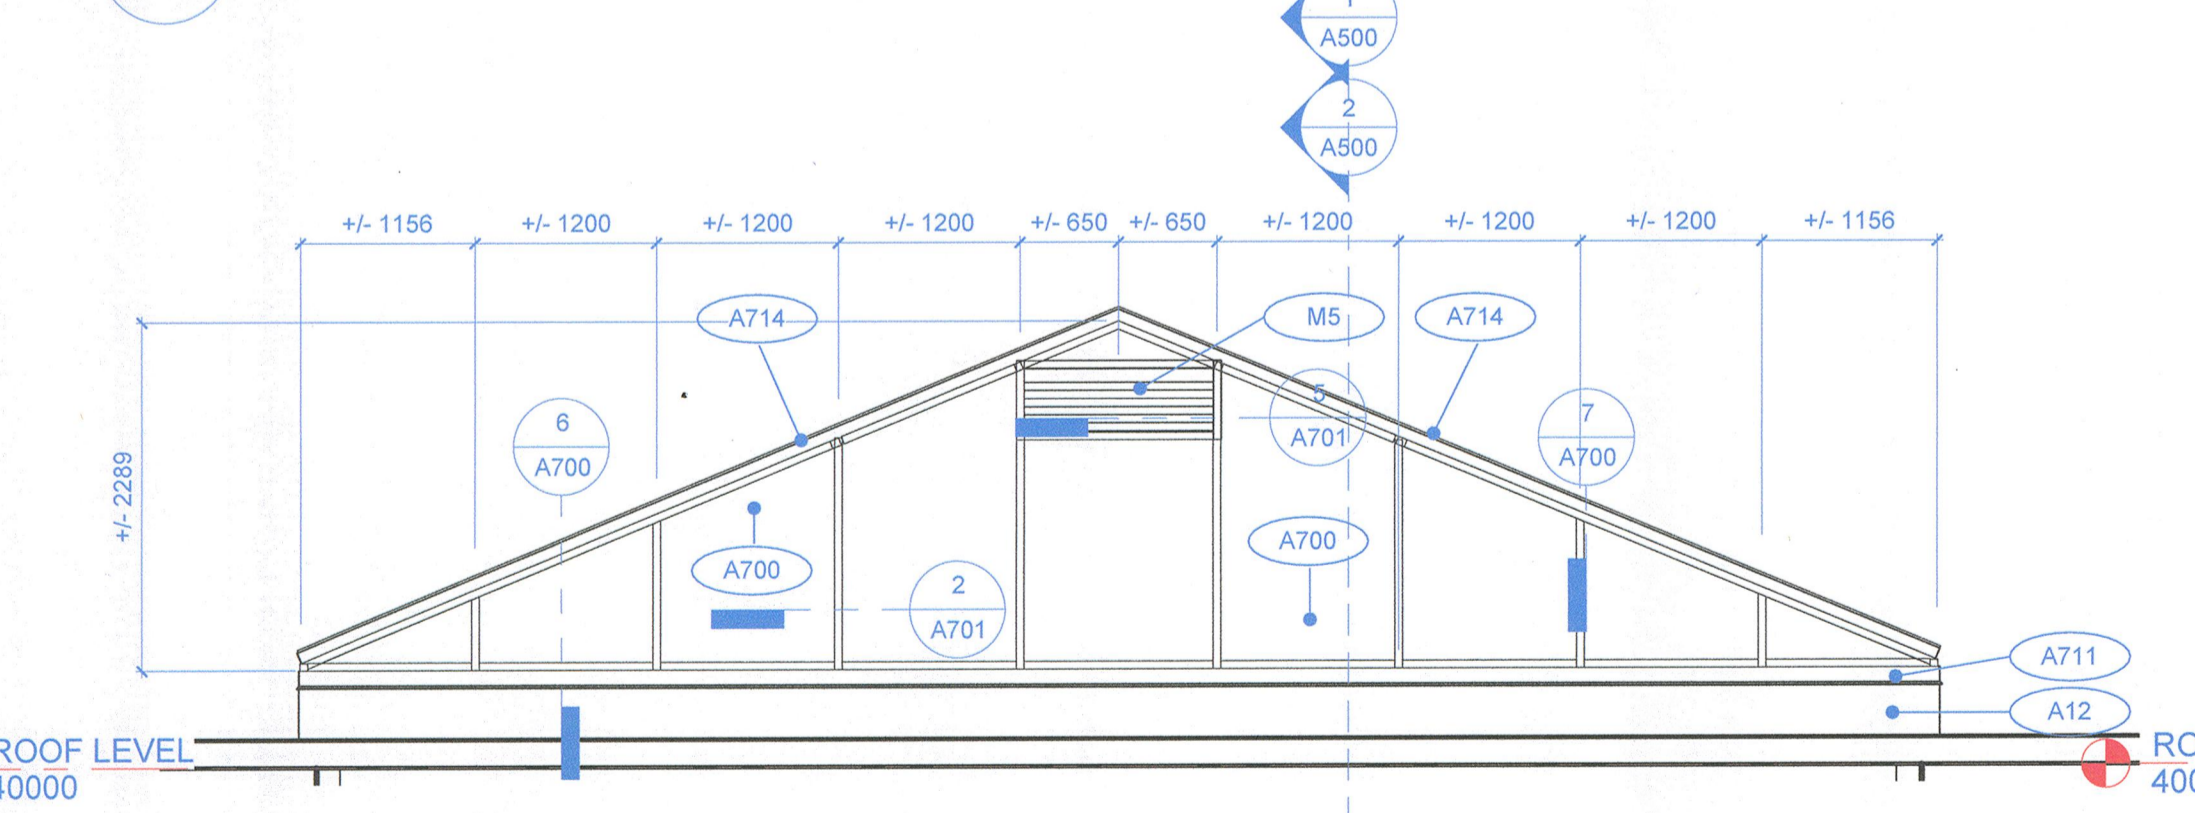 1
A500
2
A500
+/- 1156
+/- 1200
+/- 1200
+/- 1200
+/- 650
+/- 650
+/- 1200
+/- 1200
+/- 1200
+/- 1156
A714
M5
A714
5
A701
6
A700
7
A700
+/- 2289
A700
A700
2
A701
A711
A12
ROOF LEVEL
40000
RO
400